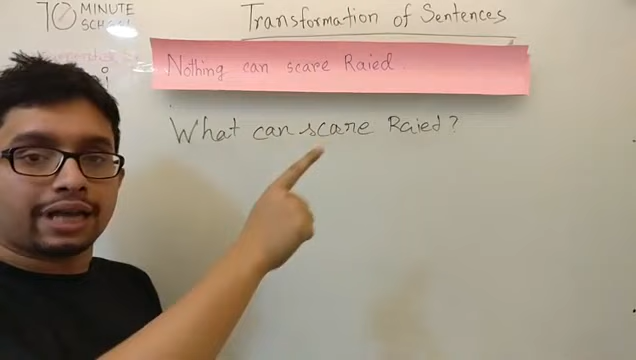 10 MINUTE
SCHOOL
Transformation of Sentences
Nothing can scare Raied.
What can scare Raied?